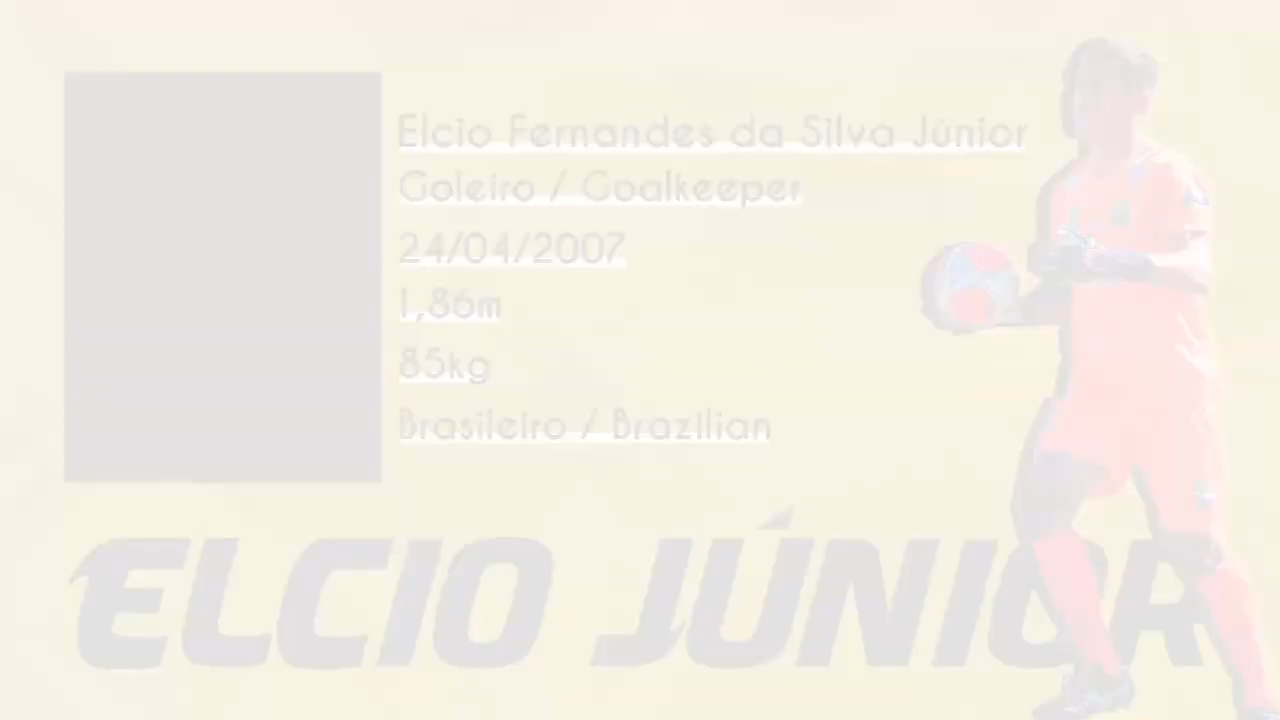 Elcio Fernandes da Silva Júnior
Goleiro / Goalkeeper
24/04/2007
1,86m
85kg
Brasileiro / Brazilian
ELCIO JÚNIOR